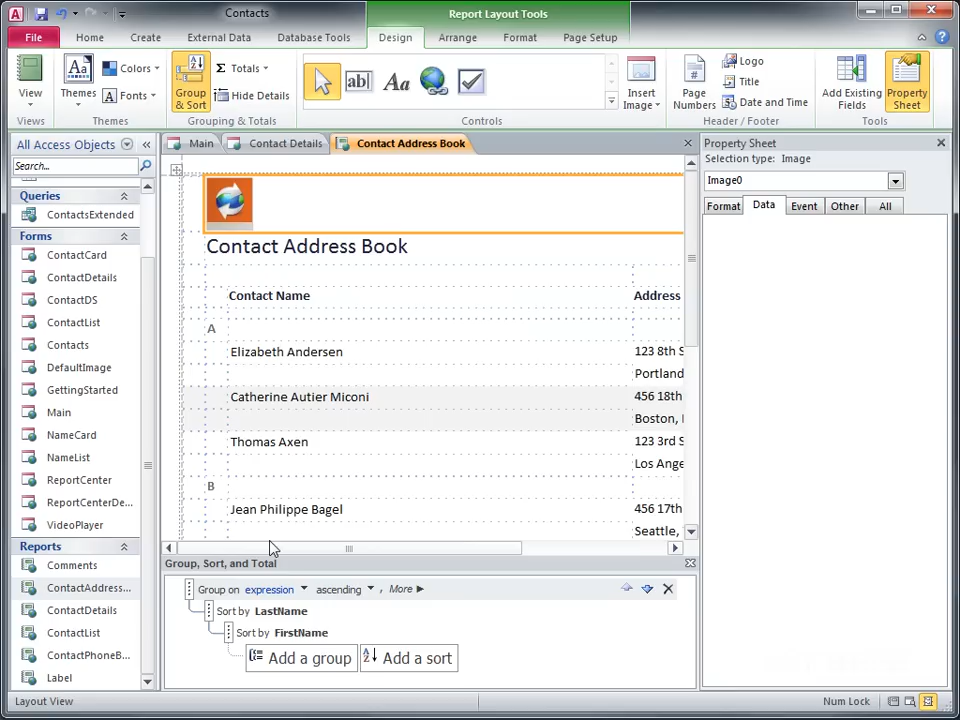 Contacts
Report Layout Tools
File Home Create External Data Database Tools Design Arrange Format Page Setup
View
Views
Themes
Colors
Fonts
Themes
Group & Sort
Totals
Hide Details
Grouping & Totals
Controls
Insert Image
Page Numbers
Logo
Title
Date and Time
Header / Footer
Add Existing Fields
Property Sheet
Tools
All Access Objects
Search...
Queries
ContactsExtended
Forms
ContactCard
ContactDetails
ContactDS
ContactList
Contacts
DefaultImage
GettingStarted
Main
NameCard
NameList
ReportCenter
ReportCenterDe...
VideoPlayer
Reports
Comments
ContactAddress...
ContactDetails
ContactList
ContactPhoneB...
Label
Main Contact Details Contact Address Book
Contact Address Book
Contact Name Address
A
Elizabeth Andersen 123 8th S
Portland
Catherine Autier Miconi 456 18th
Boston,
Thomas Axen 123 3rd S
Los Ange
B
Jean Philippe Bagel 456 17th
Seattle,
Group, Sort, and Total
Group on expression ascending , More
Sort by LastName
Sort by FirstName
Add a group Add a sort
Property Sheet
Selection type: Image
Image0
Format Data Event Other All
Layout View
Num Lock